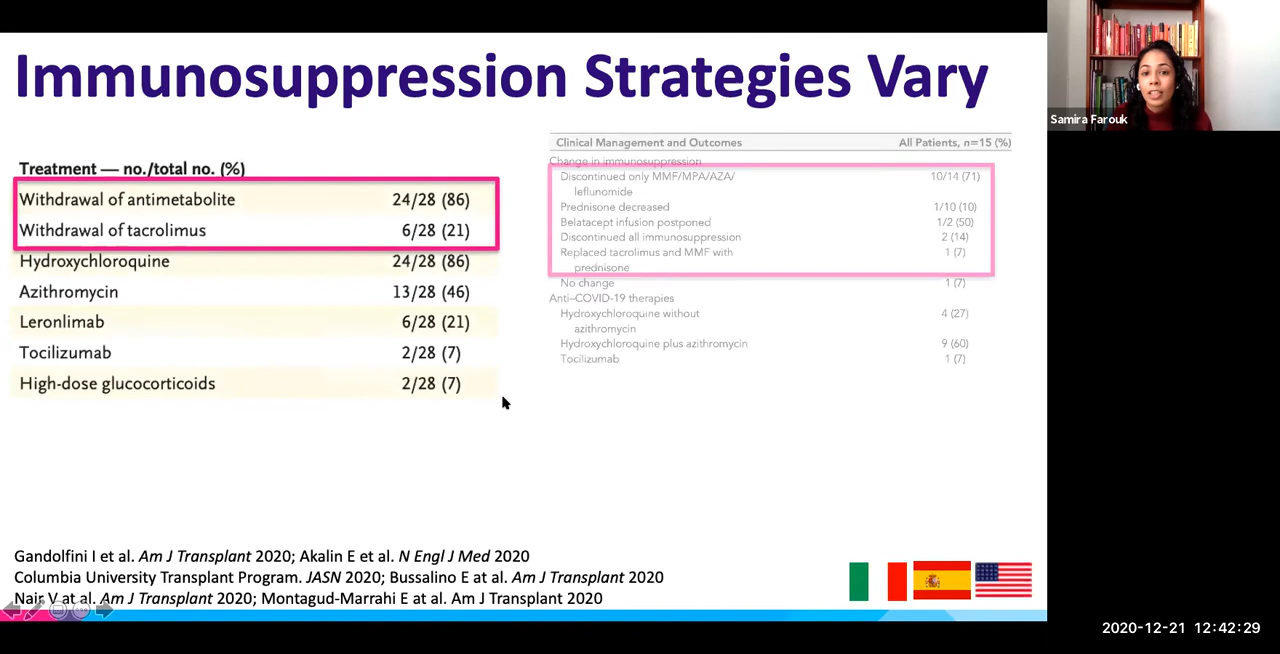 Immunosuppression Strategies Vary
Treatment — no./total no. (%)
Withdrawal of antimetabolite 24/28 (86)
Withdrawal of tacrolimus 6/28 (21)
Hydroxychloroquine 24/28 (86)
Azithromycin 13/28 (46)
Leronlimab 6/28 (21)
Tocilizumab 2/28 (7)
High-dose glucocorticoids 2/28 (7)
Clinical Management and Outcomes All Patients, n=15 (%)
Change in immunosuppression
Discontinued only MMF/MPA/AZA/ 10/14 (71)
leflunomide
Prednisone decreased 1/10 (10)
Belatacept infusion postponed 1/2 (50)
Discontinued all immunosuppression 2 (14)
Replaced tacrolimus and MMF with 1 (7)
prednisone
No change 1 (7)
Anti–COVID-19 therapies
Hydroxychloroquine without 4 (27)
azithromycin
Hydroxychloroquine plus azithromycin 9 (60)
Tocilizumab 1 (7)
Gandolfini I et al. Am J Transplant 2020; Akalin E et al. N Engl J Med 2020
Columbia University Transplant Program. JASN 2020; Bussalino E at al. Am J Transplant 2020
Nair V at al. Am J Transplant 2020; Montagud-Marrahi E at al. Am J Transplant 2020
Samira Farouk
2020-12-21 12:42:29